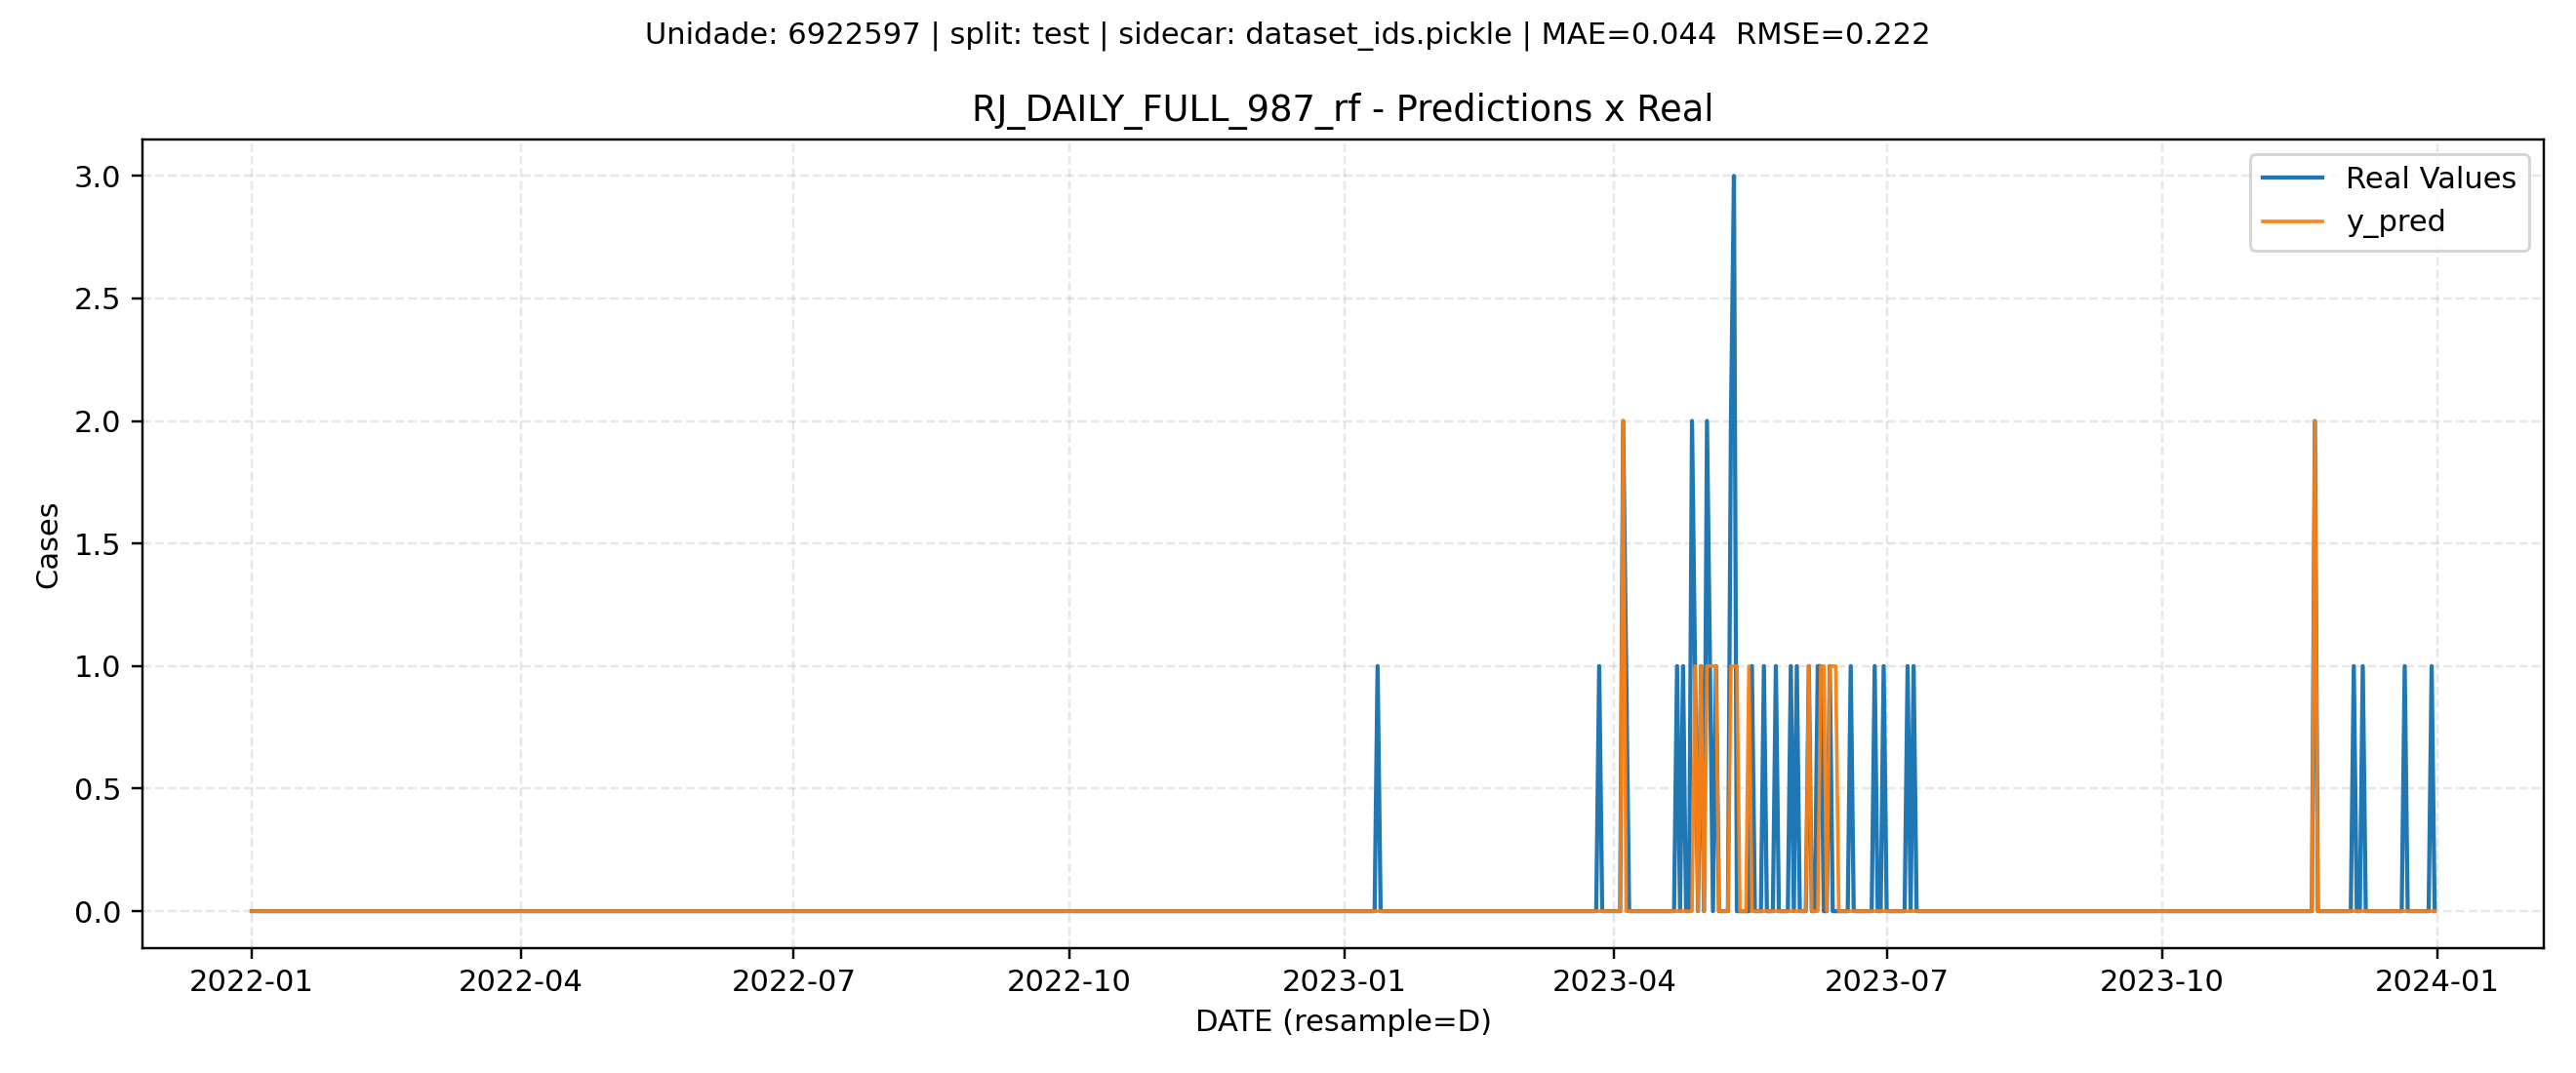 Unidade: 6922597 | split: test | sidecar: dataset_ids.pickle | MAE=0.044  RMSE=0.222
RJ_DAILY_FULL_987_rf - Predictions x Real
Real Values
y_pred
Cases
3.0
2.5
2.0
1.5
1.0
0.5
0.0
2022-01 2022-04 2022-07 2022-10 2023-01 2023-04 2023-07 2023-10 2024-01
DATE (resample=D)